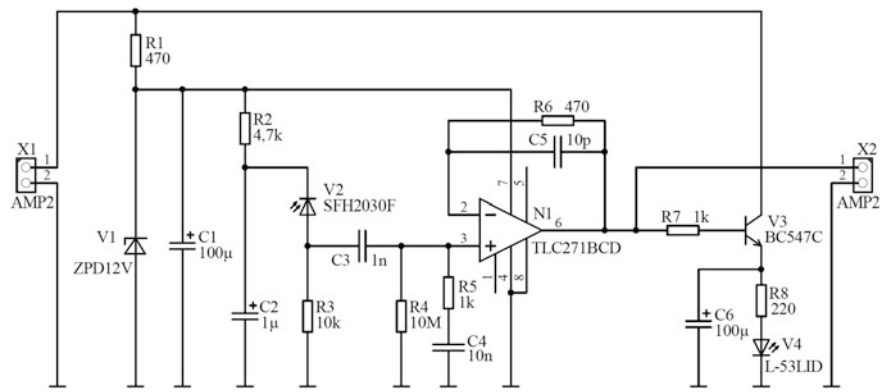 R1
470
R6 470
R2
4,7k
C5 10p
X1
1
2
AMP2
X2
1
2
AMP2
7
5
V2
SFH2030F
2
N1
6
R7 1k
V3
BC547C
V1
ZPD12V
+
C1
100μ
C3 1n
3
TLC271BCD
1
4
8
R5
1k
+
C2
1μ
R3
10k
R4
10M
C4
10n
C6
+
100μ
R8
220
V4
L-53LID